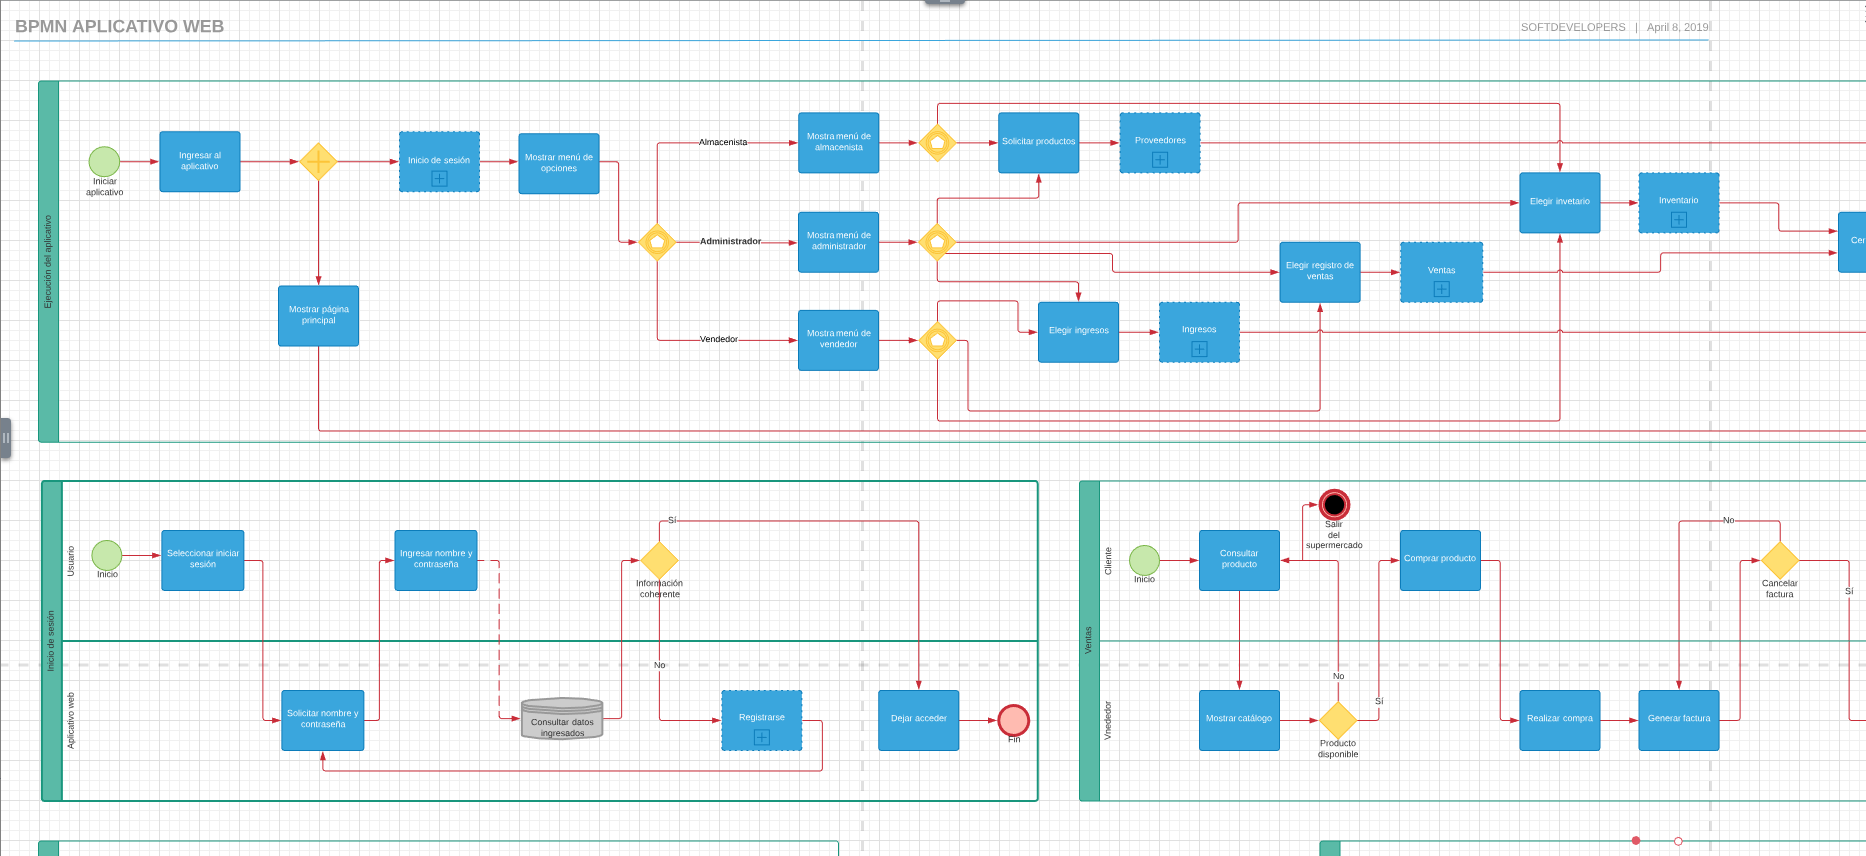 BPMN APLICATIVO WEB
SOFTDEVELOPERS | April 8, 2019
Ejecución del aplicativo
Iniciar
aplicativo
Ingresar al
aplicativo
Inicio de sesión
Mostrar menú de
opciones
Mostrar página
principal
Almacenista
Administrador
Vendedor
Mostra menú de
almacenista
Mostra menú de
administrador
Mostra menú de
vendedor
Solicitar productos
Proveedores
Elegir ingresos
Ingresos
Elegir registro de
ventas
Ventas
Elegir invetario
Inventario
Cer
Inicio de sesión
Usuario
Inicio
Seleccionar iniciar
sesión
Ingresar nombre y
contraseña
Sí
Información
coherente
No
Aplicativo web
Solicitar nombre y
contraseña
Consultar datos
ingresados
Registrarse
Dejar acceder
Fin
Ventas
Cliente
Inicio
Consultar
producto
Salir
del
supermercado
Comprar producto
No
Cancelar
factura
Sí
Vnededor
Mostrar catálogo
No
Producto
disponible
Sí
Realizar compra
Generar factura